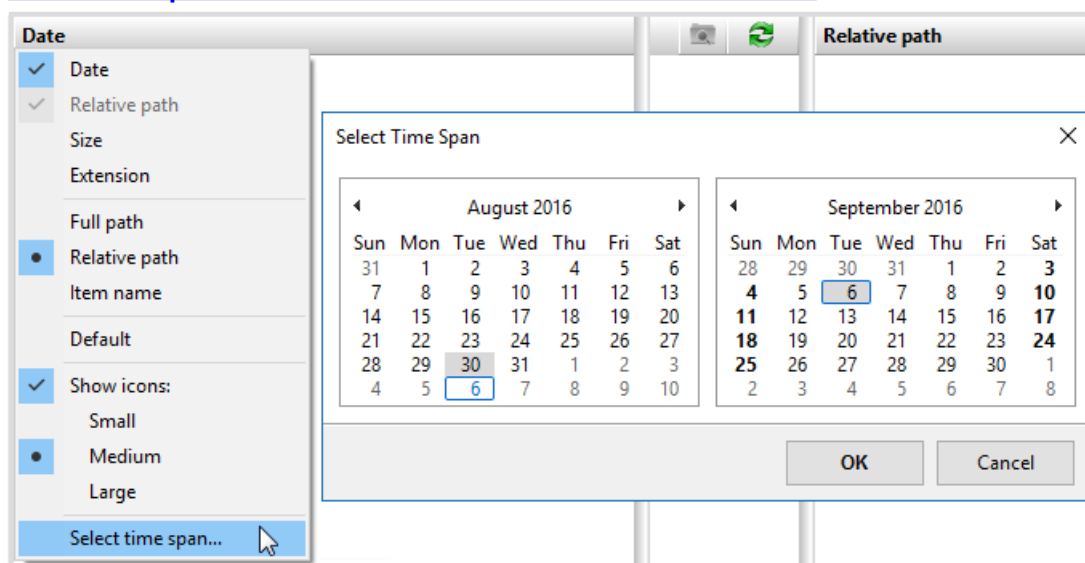 Date
Relative path
Date
Relative path
Size
Extension
Full path
Relative path
Item name
Default
Show icons:
Small
Medium
Large
Select time span...
Select Time Span
August 2016
Sun Mon Tue Wed Thu Fri Sat
31 1 2 3 4 5 6
7 8 9 10 11 12 13
14 15 16 17 18 19 20
21 22 23 24 25 26 27
28 29 30 31 1 2 3
4 5 6 7 8 9 10
September 2016
Sun Mon Tue Wed Thu Fri Sat
28 29 30 31 1 2 3
4 5 6 7 8 9 10
11 12 13 14 15 16 17
18 19 20 21 22 23 24
25 26 27 28 29 30 1
2 3 4 5 6 7 8
OK
Cancel